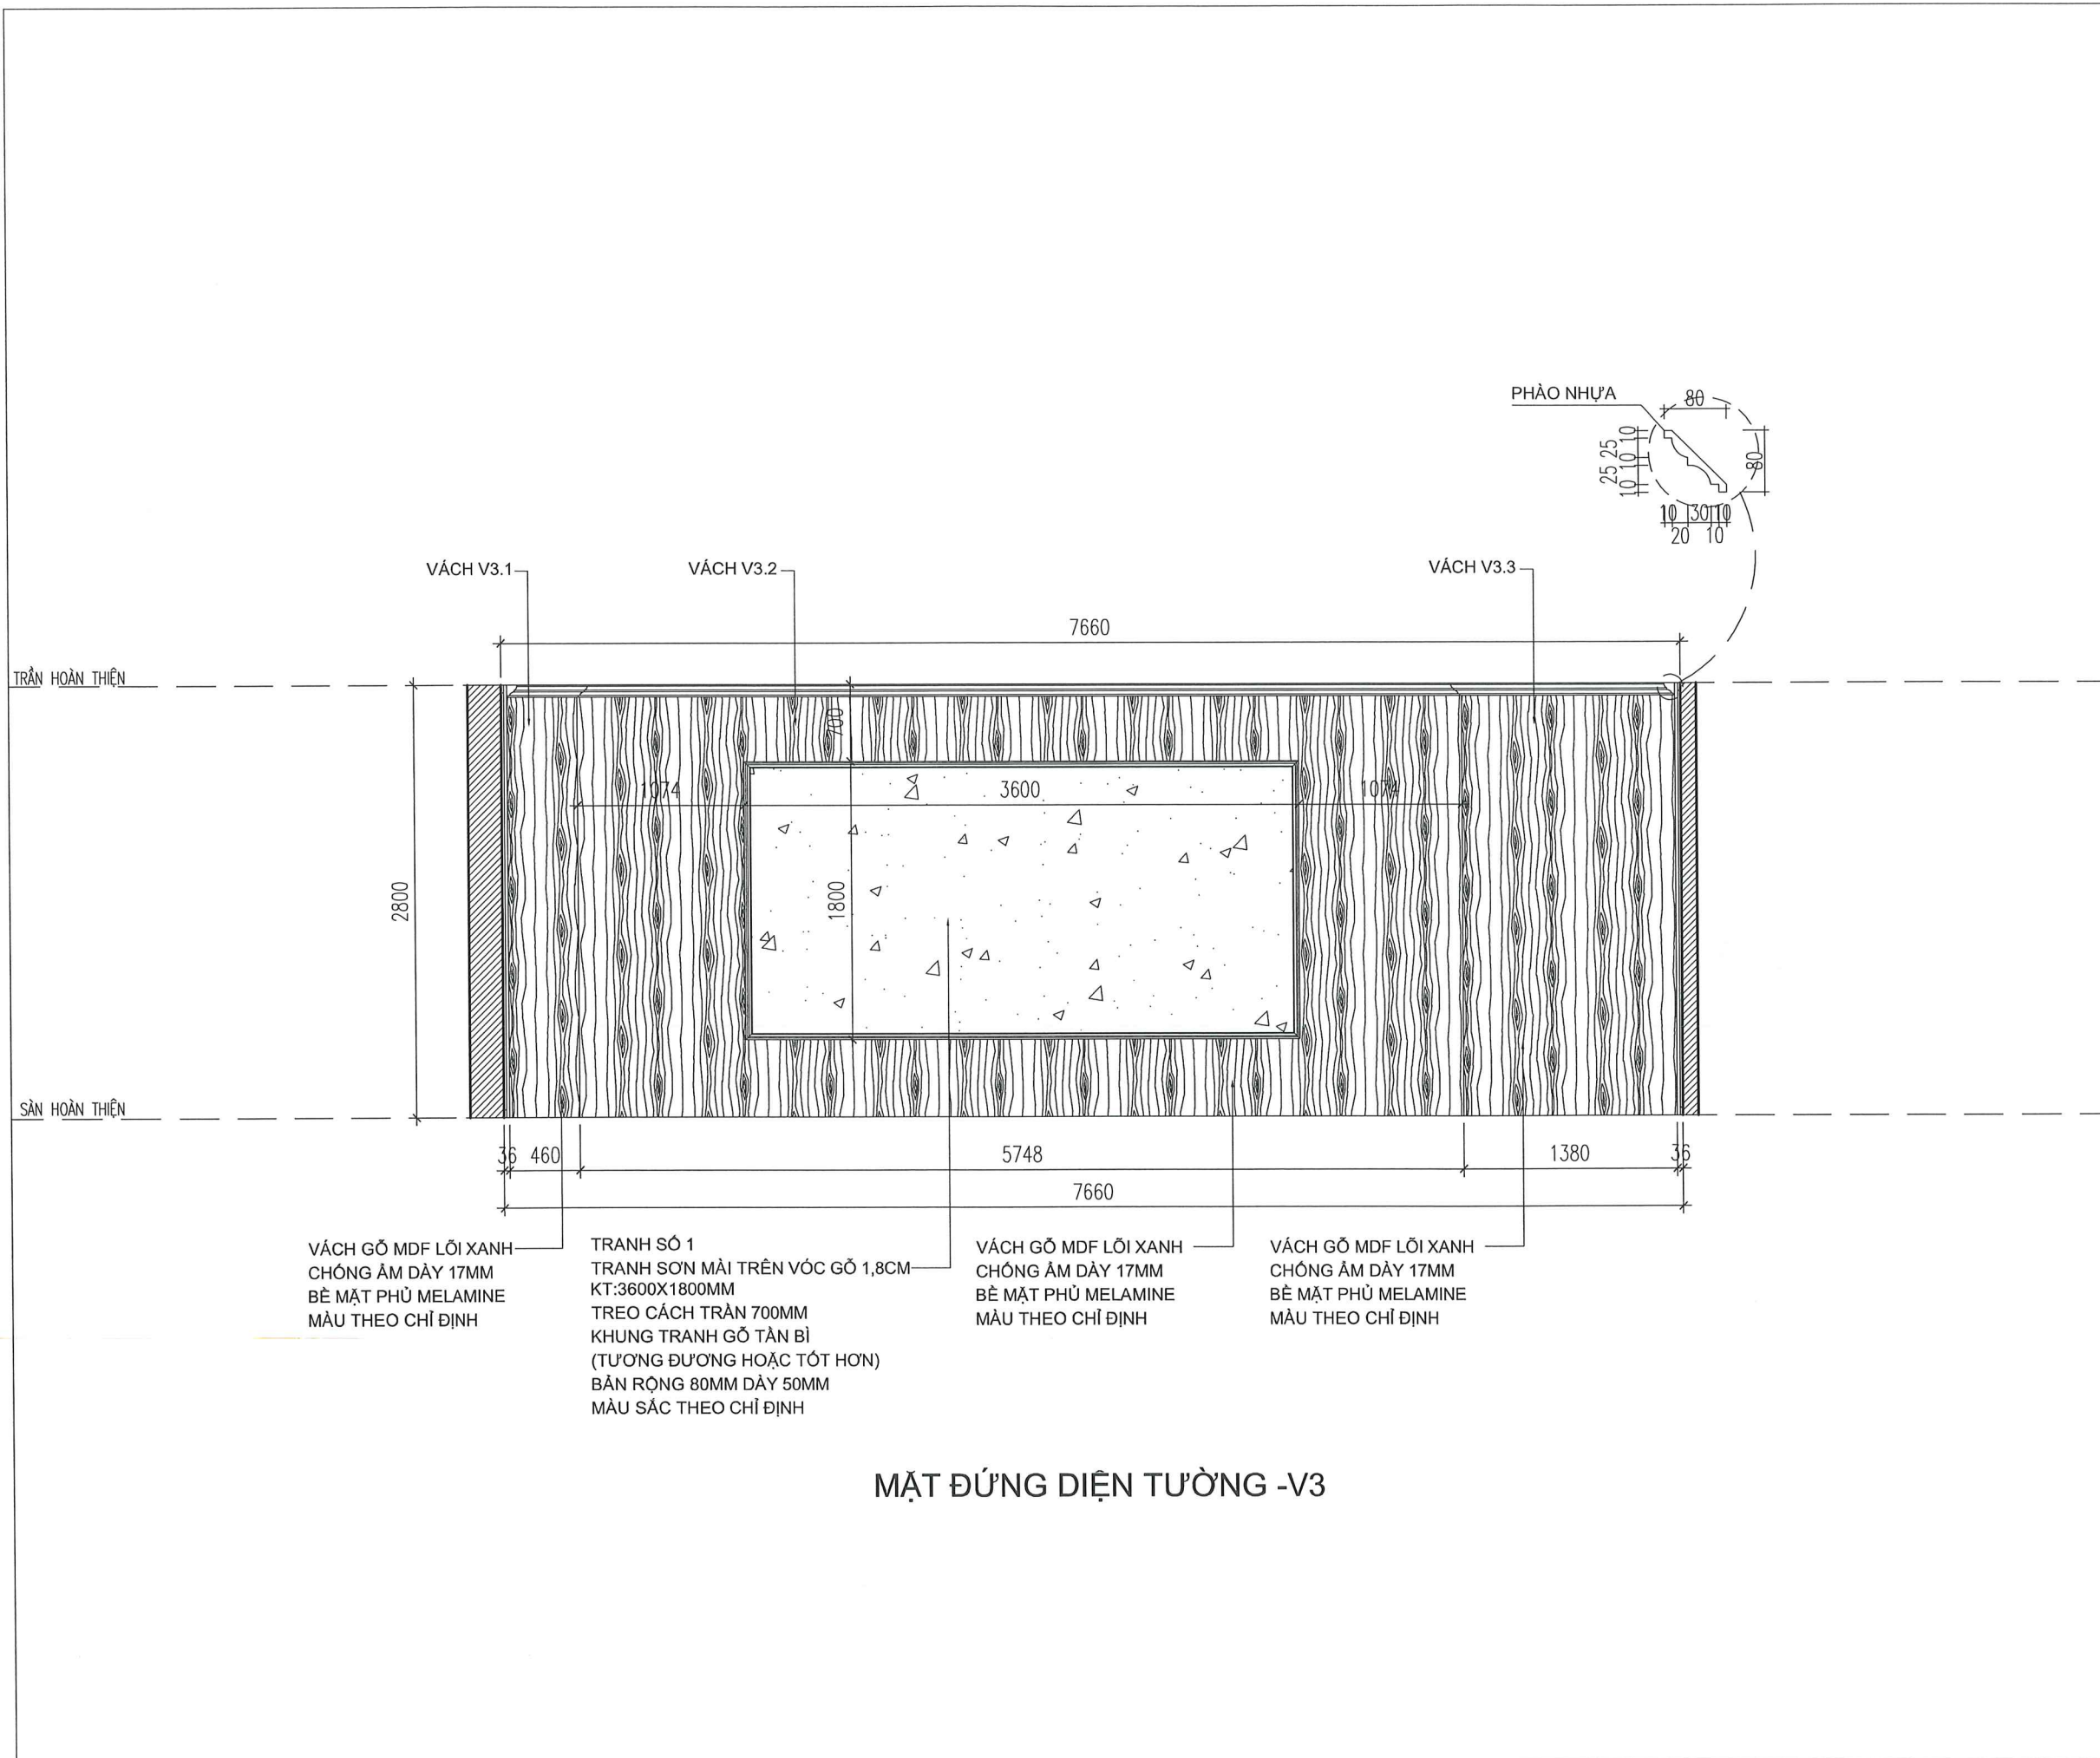 PHÀO NHỰA
80
10
25 25
10 10
10
80
10 30 10
20 10
VÁCH V3.1
VÁCH V3.2
VÁCH V3.3
7660
TRẦN HOÀN THIỆN
700
1074
3600
1074
2800
1800
SÀN HOÀN THIỆN
36 460 5748 1380 36
7660
VÁCH GỖ MDF LÕI XANH
CHỐNG ẨM DÀY 17MM
BỀ MẶT PHỦ MELAMINE
MÀU THEO CHỈ ĐỊNH
TRANH SỐ 1
TRANH SƠN MÀI TRÊN VÓC GỖ 1,8CM
KT:3600X1800MM
TREO CÁCH TRẦN 700MM
KHUNG TRANH GỖ TẦN BÌ
(TƯƠNG ĐƯƠNG HOẶC TỐT HƠN)
BẢN RỘNG 80MM DÀY 50MM
MÀU SẮC THEO CHỈ ĐỊNH
VÁCH GỖ MDF LÕI XANH
CHỐNG ẨM DÀY 17MM
BỀ MẶT PHỦ MELAMINE
MÀU THEO CHỈ ĐỊNH
VÁCH GỖ MDF LÕI XANH
CHỐNG ẨM DÀY 17MM
BỀ MẶT PHỦ MELAMINE
MÀU THEO CHỈ ĐỊNH
MẶT ĐỨNG DIỆN TƯỜNG -V3